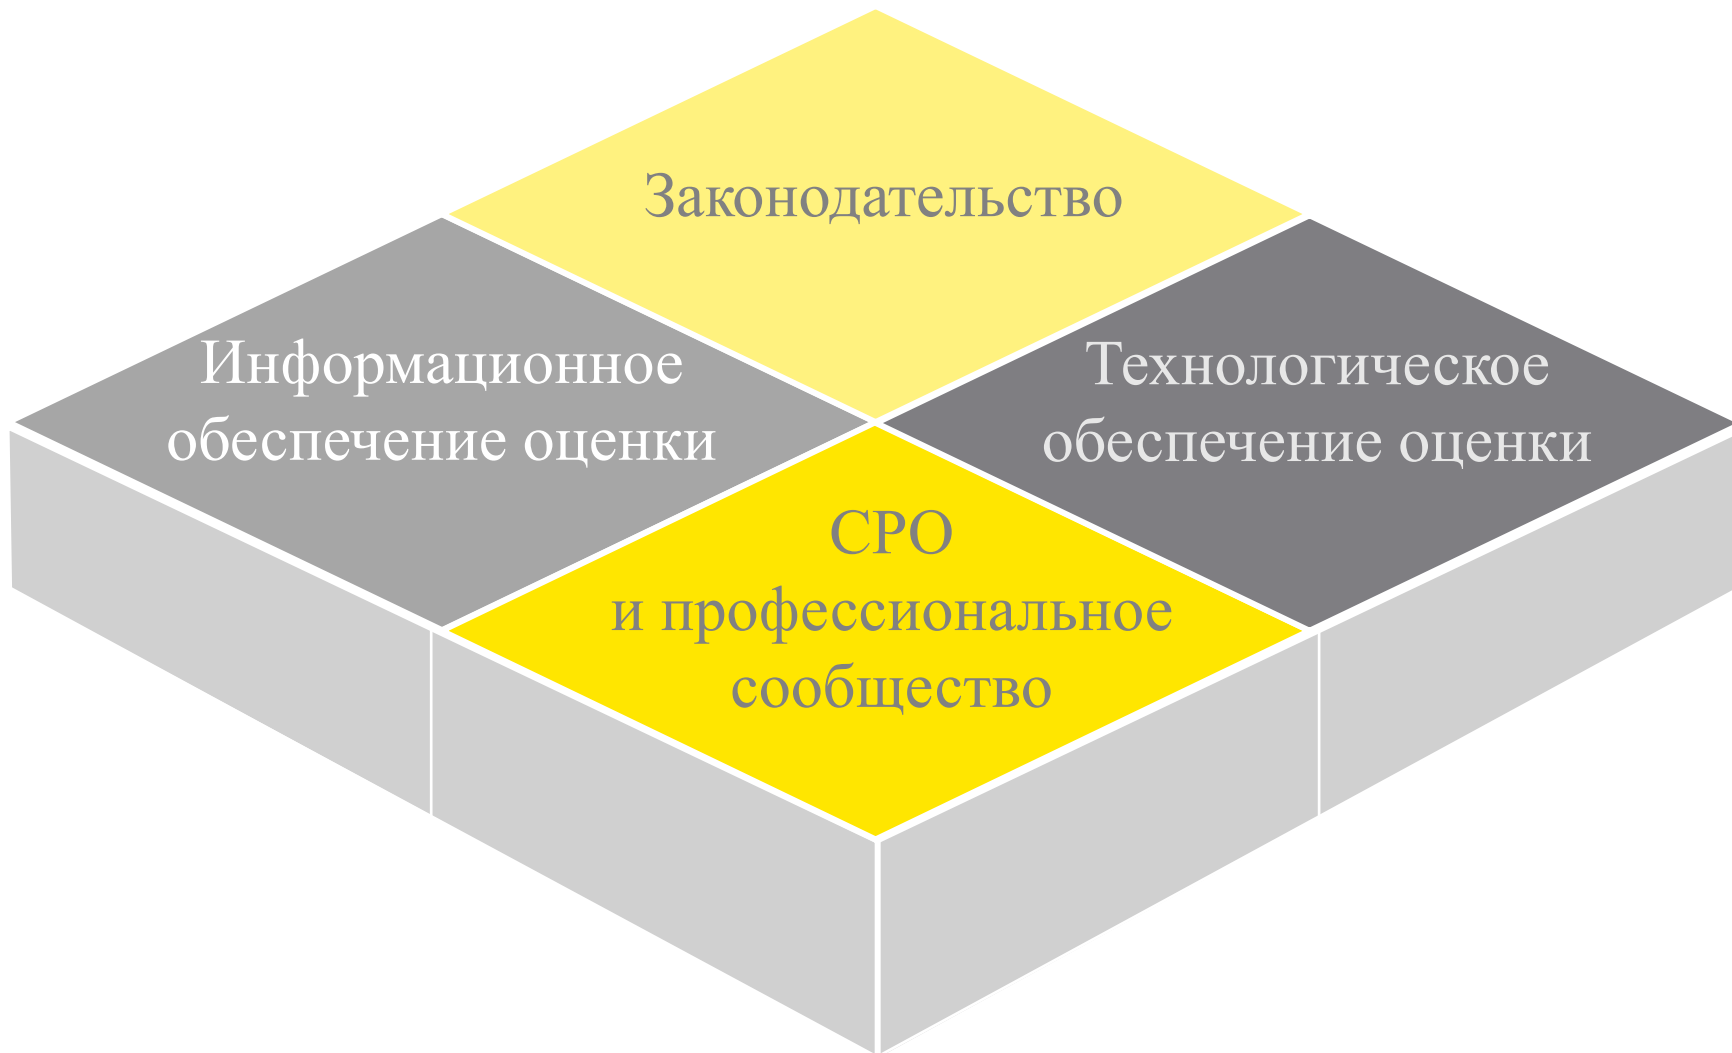 Законодательство
Информационное
обеспечение оценки
Технологическое
обеспечение оценки
СРО
и профессиональное
сообщество